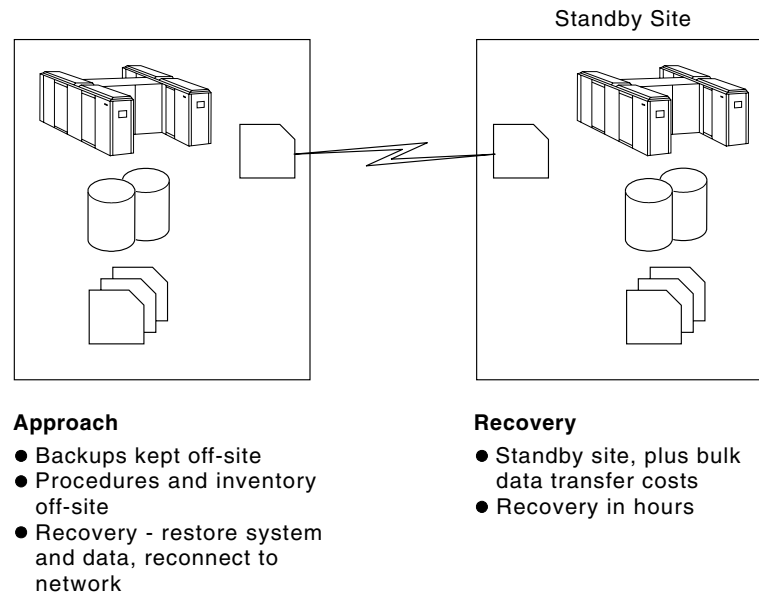 Standby Site
Approach
● Backups kept off-site
● Procedures and inventory
off-site
● Recovery - restore system
and data, reconnect to
network
Recovery
● Standby site, plus bulk
data transfer costs
● Recovery in hours